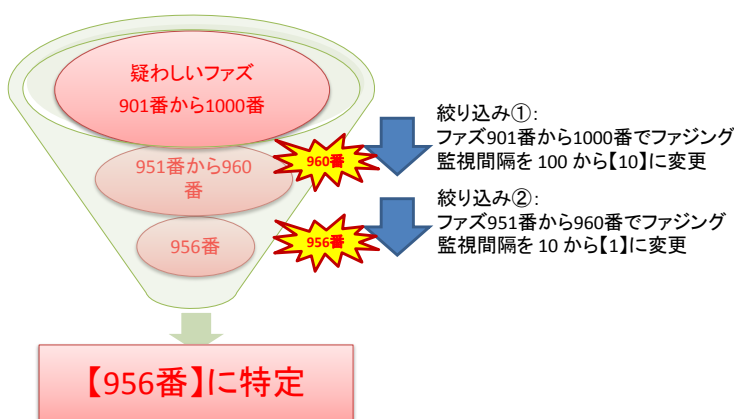 疑わしいファズ
901番から1000番
951番から960
番
960番
956番
956番
絞り込み①:
ファズ901番から1000番でファジング
監視間隔を 100 から【10】に変更
絞り込み②:
ファズ951番から960番でファジング
監視間隔を 10 から【1】に変更
【956番】に特定